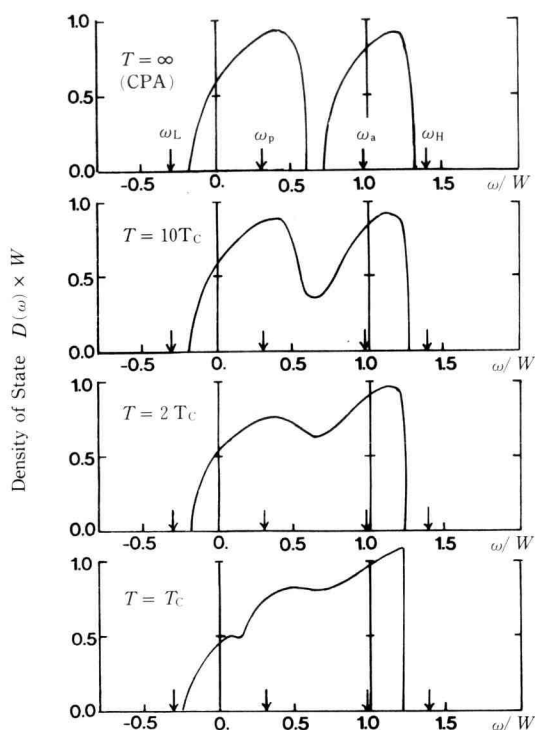 Density of State D(ω) × W
1.0
T = ∞
(CPA)
0.5
ω_L
ω_p
ω_a
ω_H
0.0
-0.5 0. 0.5 1.0 1.5 ω/W
1.0
T = 10T_C
0.5
0.0
-0.5 0. 0.5 1.0 1.5 ω/W
1.0
T = 2 T_C
0.5
0.0
-0.5 0. 0.5 1.0 1.5 ω/W
1.0
T = T_C
0.5
0.0
-0.5 0. 0.5 1.0 1.5 ω/W